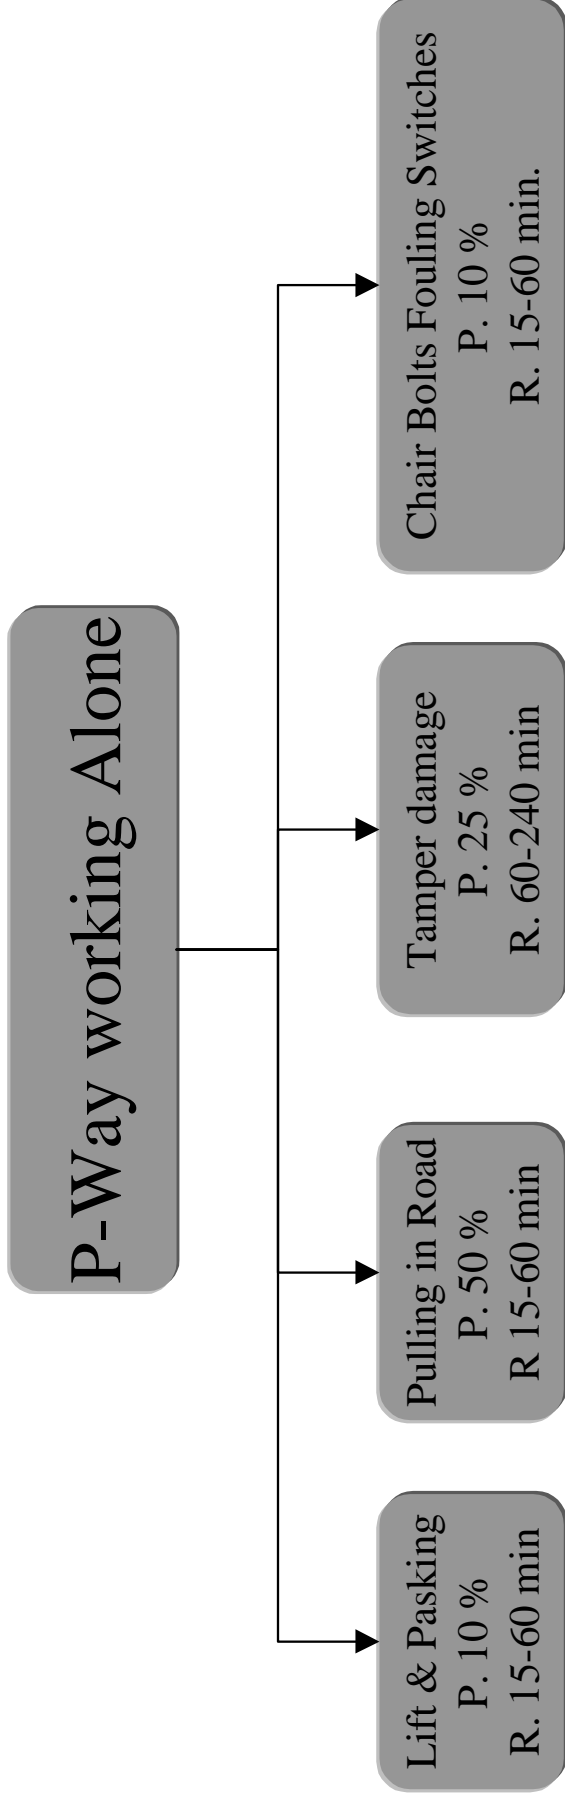 P-Way working Alone
Lift & Pasking
P. 10 %
R. 15-60 min
Pulling in Road
P. 50 %
R 15-60 min
Tamper damage
P. 25 %
R. 60-240 min
Chair Bolts Fouling Switches
P. 10 %
R. 15-60 min.